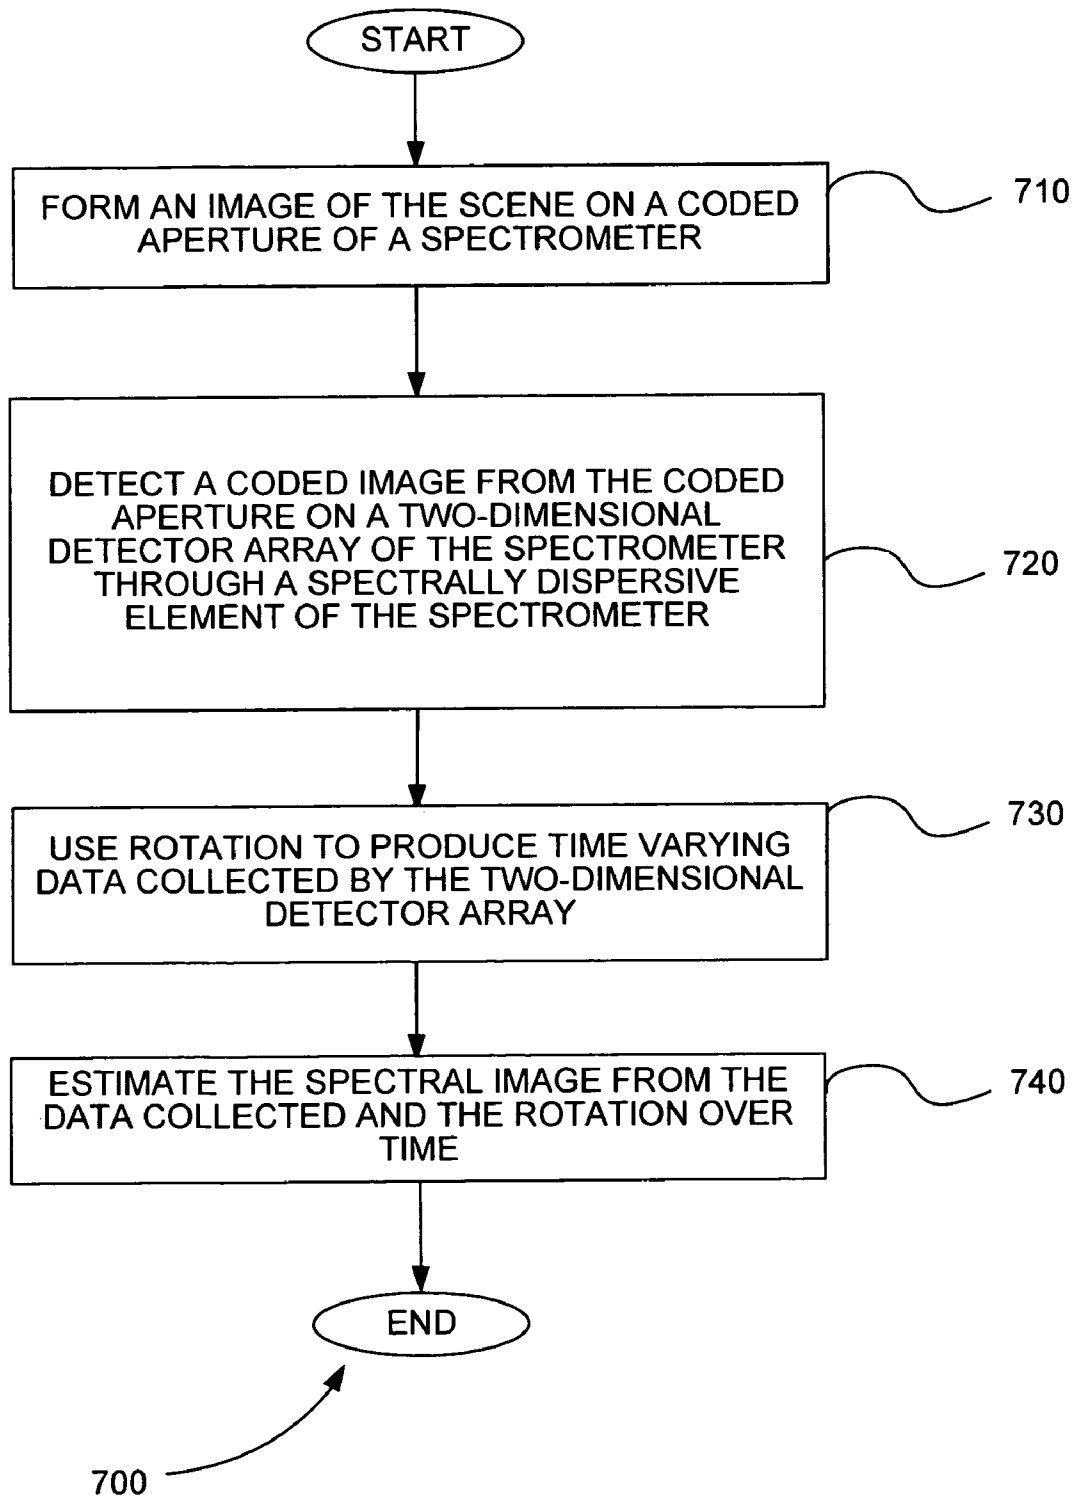 START
FORM AN IMAGE OF THE SCENE ON A CODED
APERTURE OF A SPECTROMETER
710
DETECT A CODED IMAGE FROM THE CODED
APERTURE ON A TWO-DIMENSIONAL
DETECTOR ARRAY OF THE SPECTROMETER
THROUGH A SPECTRALLY DISPERSIVE
ELEMENT OF THE SPECTROMETER
720
USE ROTATION TO PRODUCE TIME VARYING
DATA COLLECTED BY THE TWO-DIMENSIONAL
DETECTOR ARRAY
730
ESTIMATE THE SPECTRAL IMAGE FROM THE
DATA COLLECTED AND THE ROTATION OVER
TIME
740
END
700